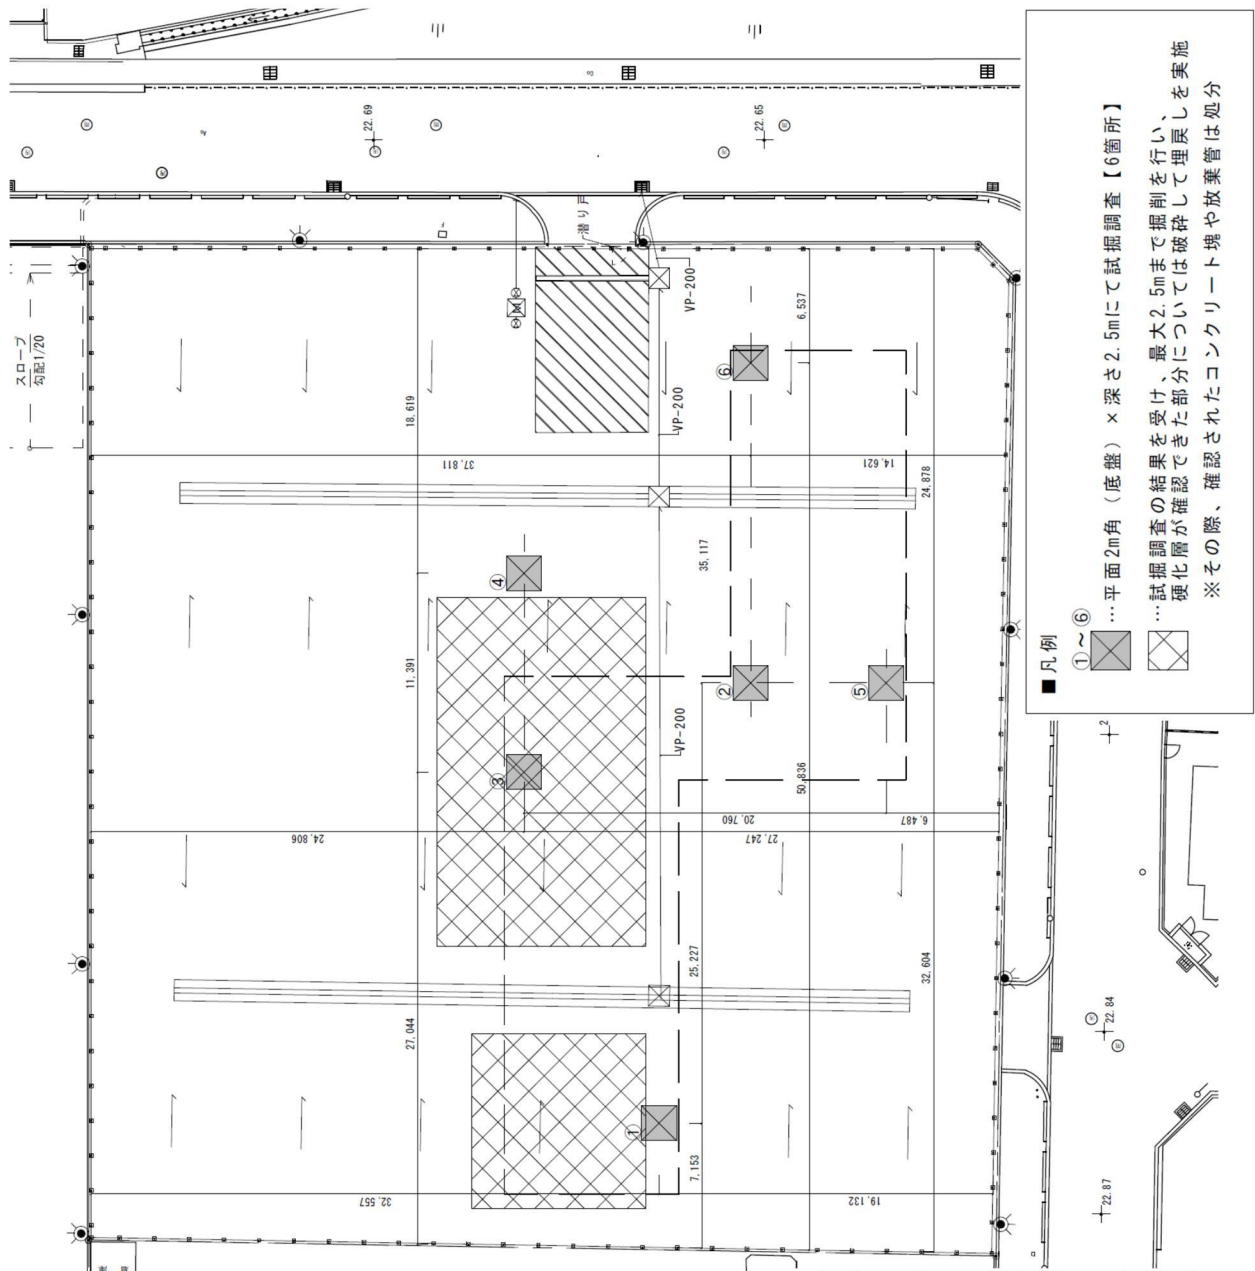 スロープ
勾配1/20
22.69
22.65
潜り戸
VP-200
VP-200
VP-200
18,619
6,537
37,811
14,621
24,878
35,117
11,391
50,836
24,806
20,760
27,247
6,487
25,227
32,604
27,044
7,153
32,557
19,132
①
②
③
④
⑤
⑥
22.84
22.87
■凡例
①～⑥
…平面2m角（底盤）×深さ2.5mにて試掘調査【6箇所】
…試掘調査の結果を受け、最大2.5mまで掘削を行い、
硬化層が確認できた部分については破砕して埋戻しを実施
※その際、確認されたコンクリート塊や放棄管は処分